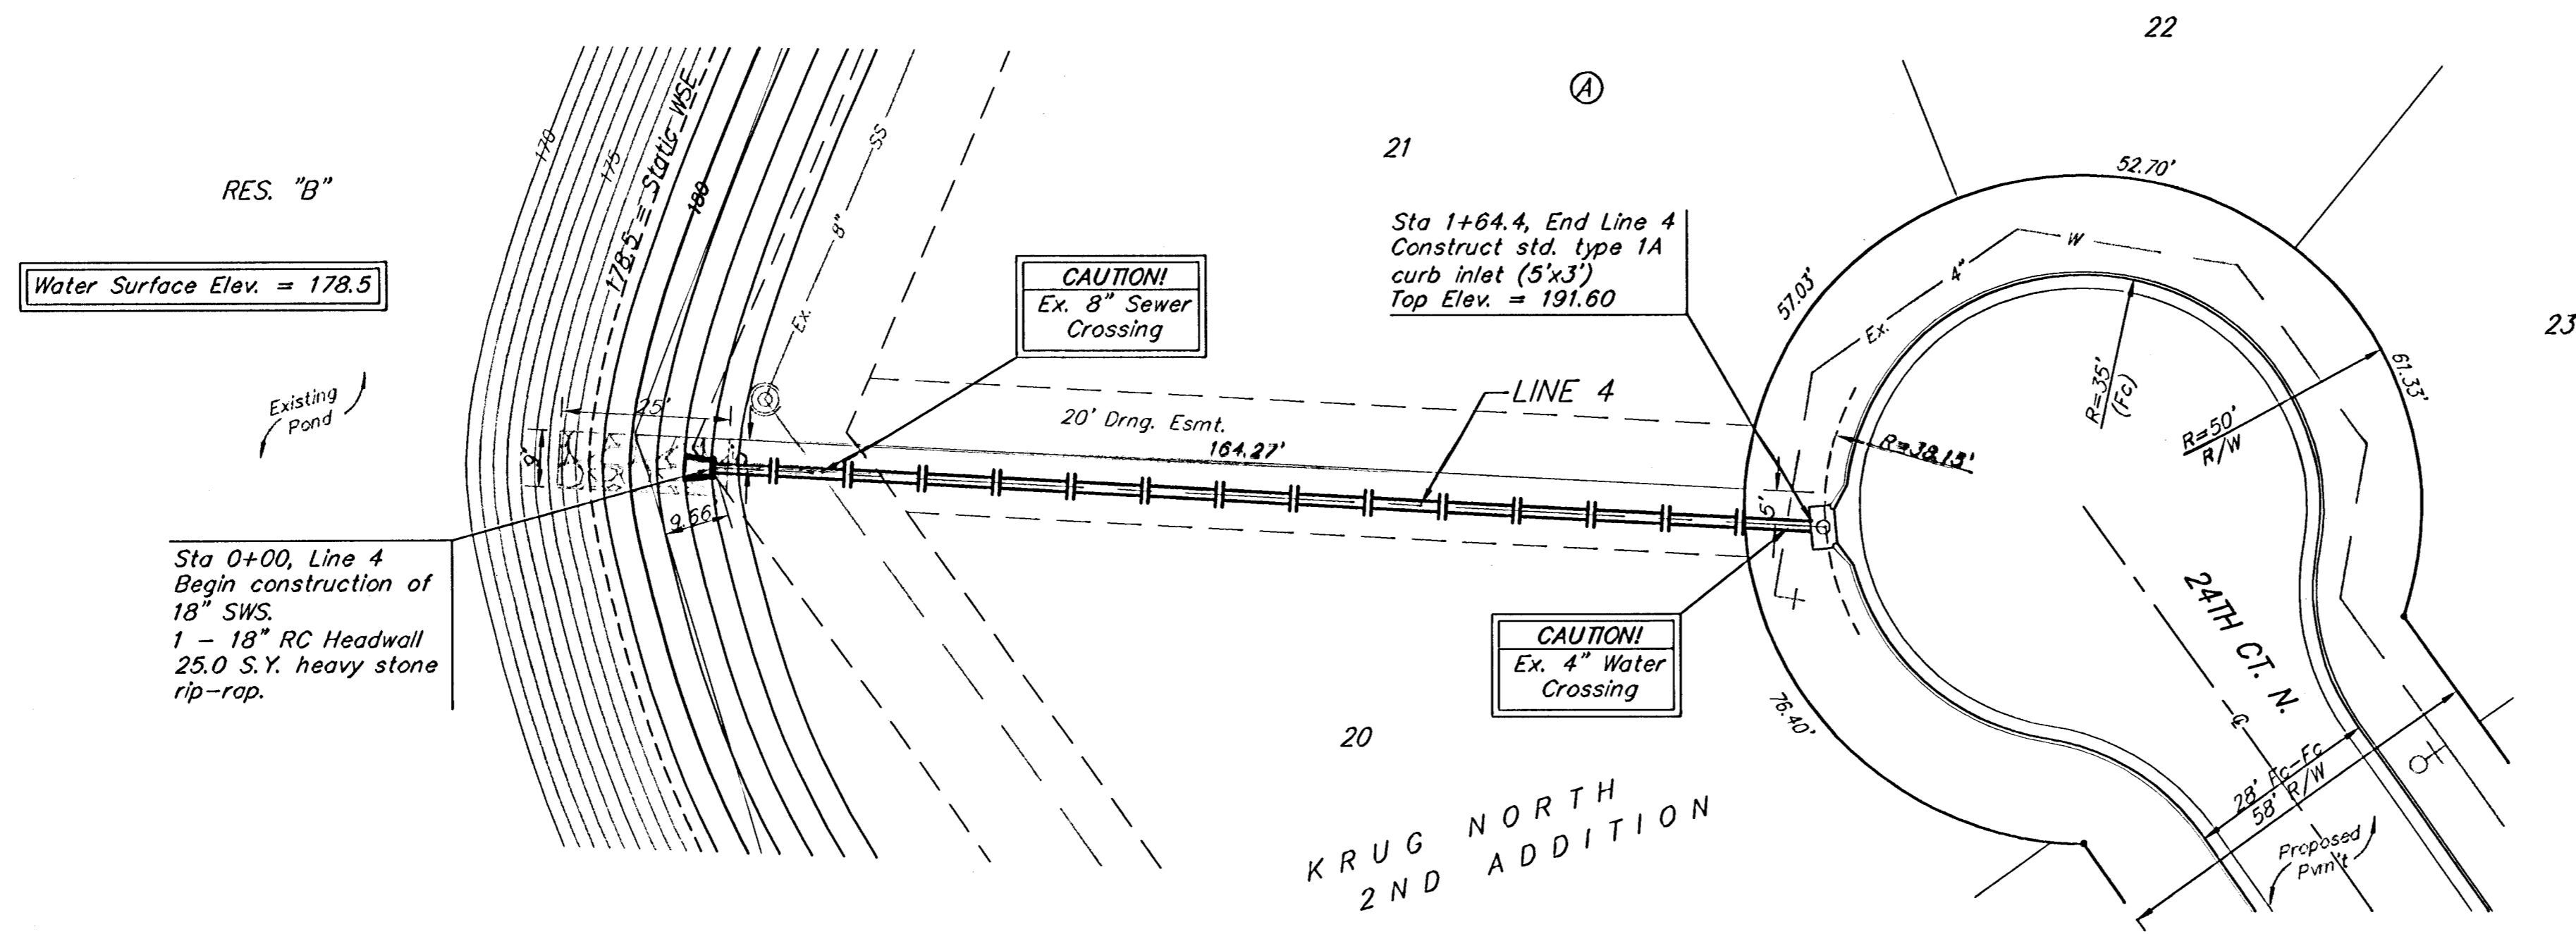 22
A
21
RES. "B"
170
175
178.5 = Static WSE
180
Ex. 8" SS
Water Surface Elev. = 178.5
CAUTION!
Ex. 8" Sewer
Crossing
Sta 1+64.4, End Line 4
Construct std. type 1A
curb inlet (5'x3')
Top Elev. = 191.60
52.70'
57.03'
Ex. 4" W
R=35'
(Fc)
R=50'
R/W
61.33'
23
R=38.15'
Existing
Pond
25'
9'
5'
9.66
20' Drng. Esmt.
164.27'
LINE 4
5'
Sta 0+00, Line 4
Begin construction of
18" SWS.
1 - 18" RC Headwall
25.0 S.Y. heavy stone
rip-rap.
CAUTION!
Ex. 4" Water
Crossing
76.40'
20
24TH CT. N.
28' Fc-Fc
58' R/W
Proposed
Pvm't
KRUG NORTH
2ND ADDITION